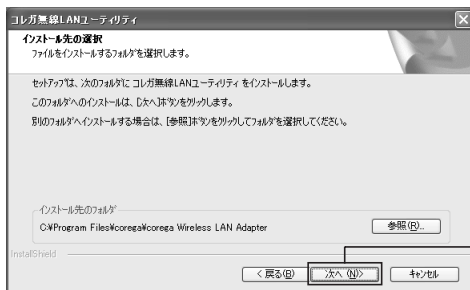 コレガ無線LANユーティリティ
インストール先の選択
ファイルをインストールするフォルダを選択します。
セットアップは、次のフォルダに コレガ無線LANユーティリティ をインストールします。
このフォルダへのインストールは、[次へ]ボタンをクリックします。
別のフォルダへインストールする場合は、[参照]ボタンをクリックしてフォルダを選択してください。
インストール先のフォルダ
C:¥Program Files¥corega¥corega Wireless LAN Adapter
参照(R)...
InstallShield
< 戻る(B)
次へ (N)>
キャンセル